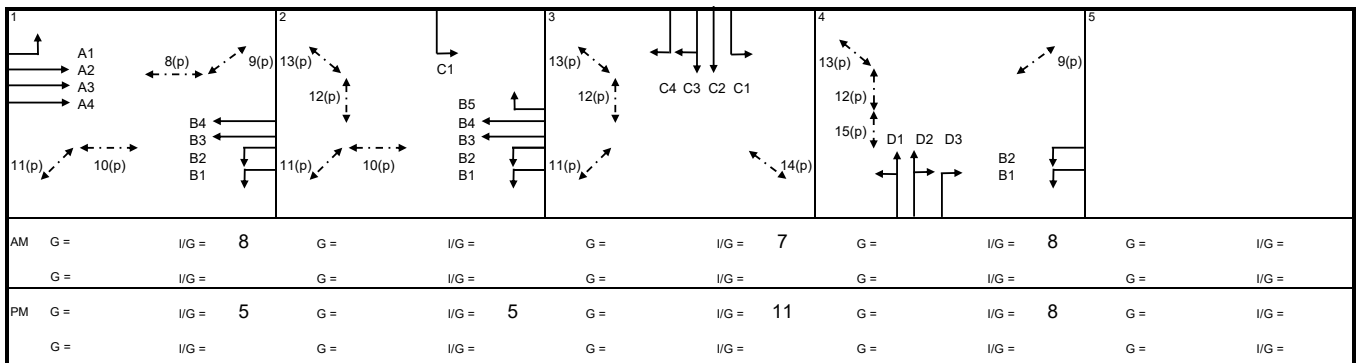 1
A1
A2
A3
A4
8(p)
9(p)
B4
B3
B2
B1
11(p)
10(p)
2
13(p)
C1
12(p)
B5
B4
B3
B2
B1
11(p)
10(p)
3
13(p)
C4 C3 C2 C1
12(p)
11(p)
14(p)
4
13(p)
9(p)
12(p)
15(p)
D1 D2 D3
B2
B1
5
AM G = I/G = 8 G = I/G = G = I/G = 7 G = I/G = 8 G = I/G =
G = I/G = G = I/G = G = I/G = G = I/G = G = I/G =
PM G = I/G = 5 G = I/G = 5 G = I/G = 11 G = I/G = 8 G = I/G =
G = I/G = G = I/G = G = I/G = G = I/G = G = I/G =